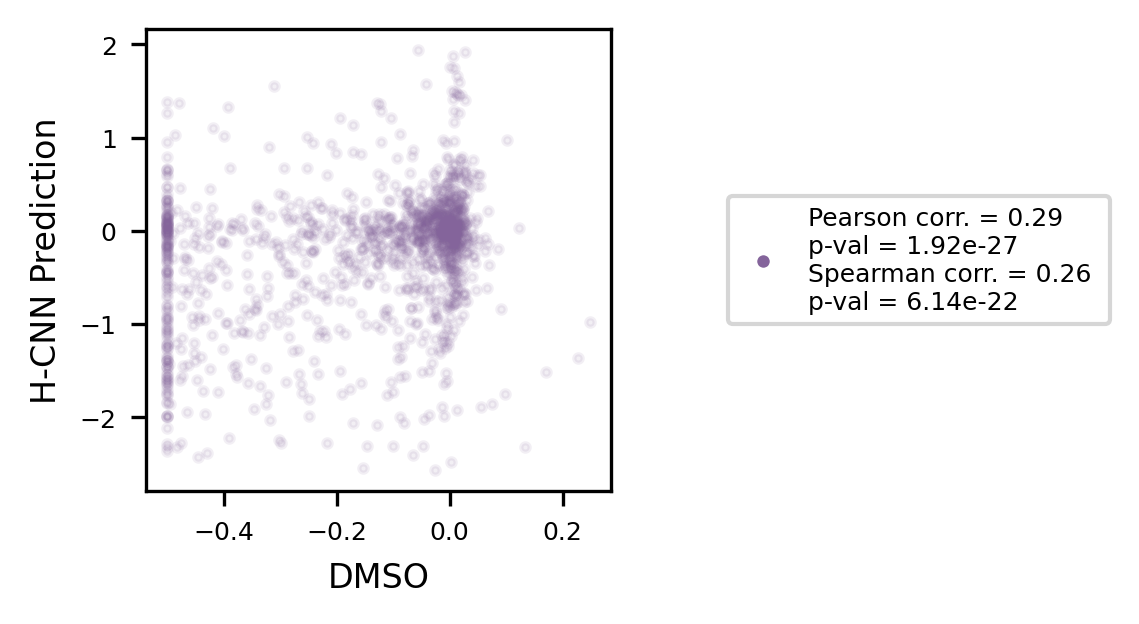 2
1
0
−1
−2
H-CNN Prediction
−0.4
−0.2
0.0
0.2
DMSO
Pearson corr. = 0.29
p-val = 1.92e-27
Spearman corr. = 0.26
p-val = 6.14e-22